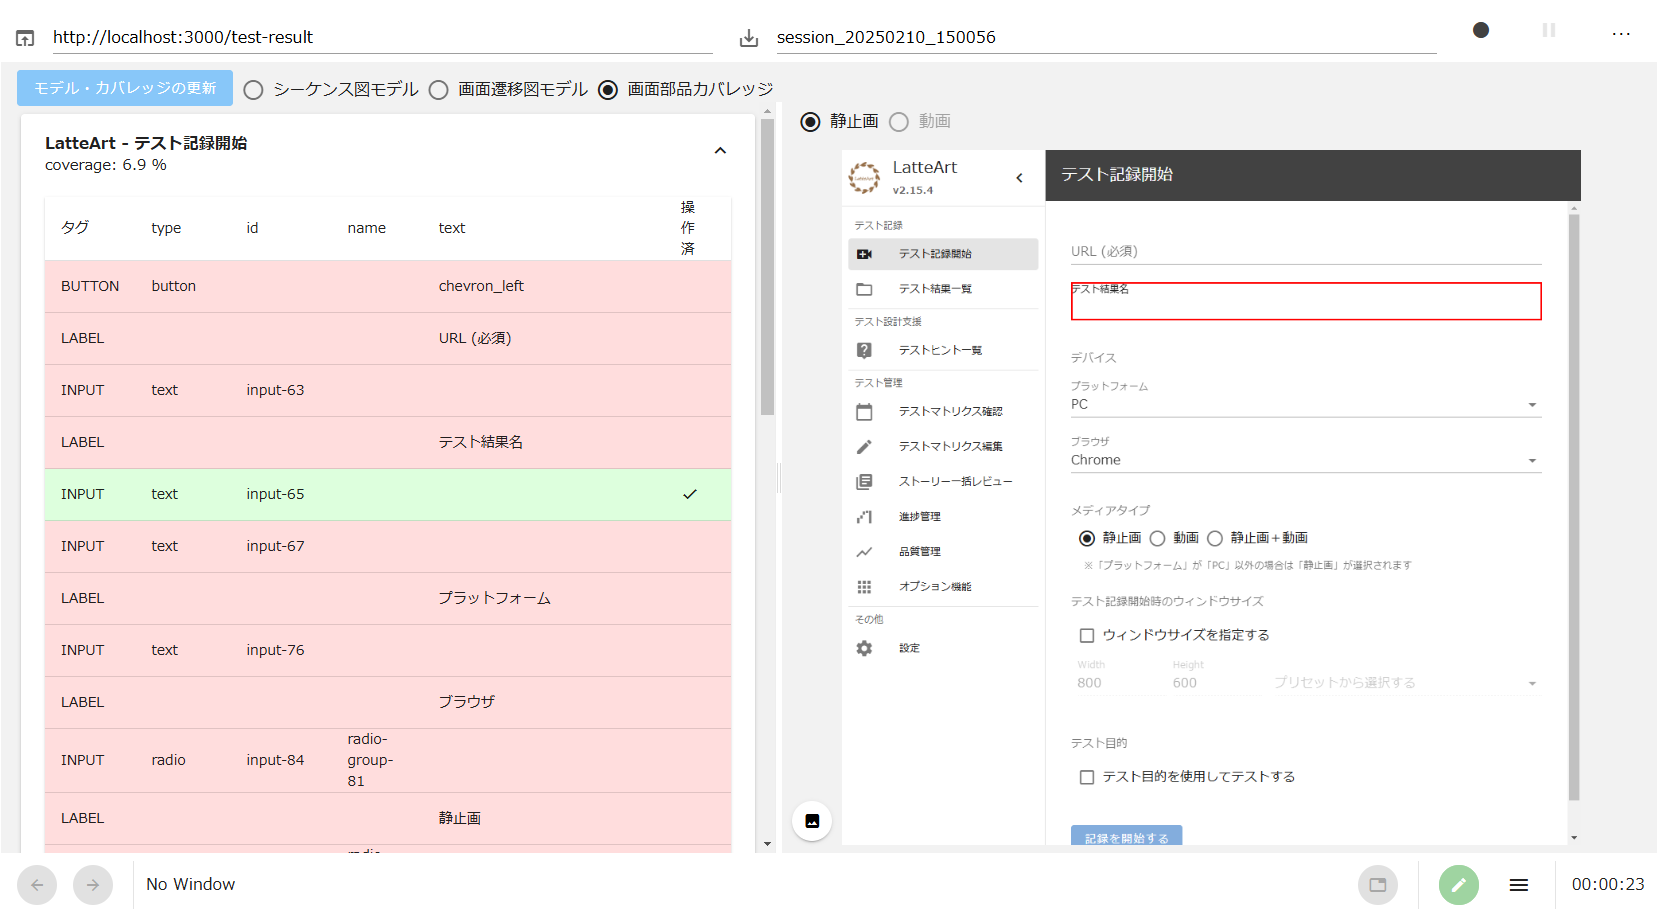 http://localhost:3000/test-result
session_20250210_150056
...
モデル・カバレッジの更新
シーケンス図モデル
画面遷移図モデル
画面部品カバレッジ
LatteArt - テスト記録開始
coverage: 6.9 %
タグ type id name text 操作済
BUTTON button chevron_left
LABEL URL (必須)
INPUT text input-63
LABEL テスト結果名
INPUT text input-65
INPUT text input-67
LABEL プラットフォーム
INPUT text input-76
LABEL ブラウザ
INPUT radio input-84 radio-group-81
LABEL 静止画
静止画 動画
LatteArt
v2.15.4
テスト記録
テスト記録開始
テスト結果一覧
テスト設計支援
テストヒント一覧
テスト管理
テストマトリクス確認
テストマトリクス編集
ストーリー一括レビュー
進捗管理
品質管理
オプション機能
その他
設定
テスト記録開始
URL (必須)
テスト結果名
デバイス
プラットフォーム
PC
ブラウザ
Chrome
メディアタイプ
静止画 動画 静止画＋動画
※「プラットフォーム」が「PC」以外の場合は「静止画」が選択されます
テスト記録開始時のウィンドウサイズ
ウィンドウサイズを指定する
Width Height
800 600 プリセットから選択する
テスト目的
テスト目的を使用してテストする
記録を開始する
No Window
00:00:23